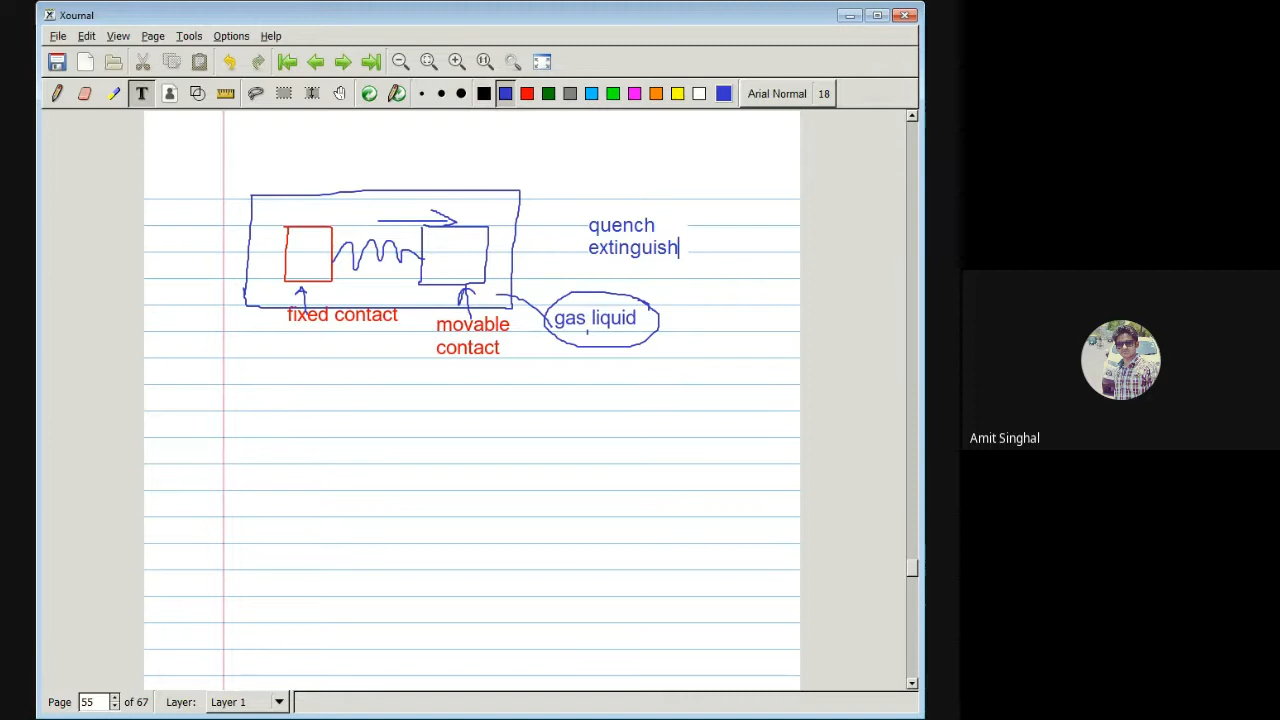 Xournal
File Edit View Page Tools Options Help
T Arial Normal 18
quench
extinguish
fixed contact
movable
contact
gas liquid
Amit Singhal
Page 55 of 67 Layer: Layer 1